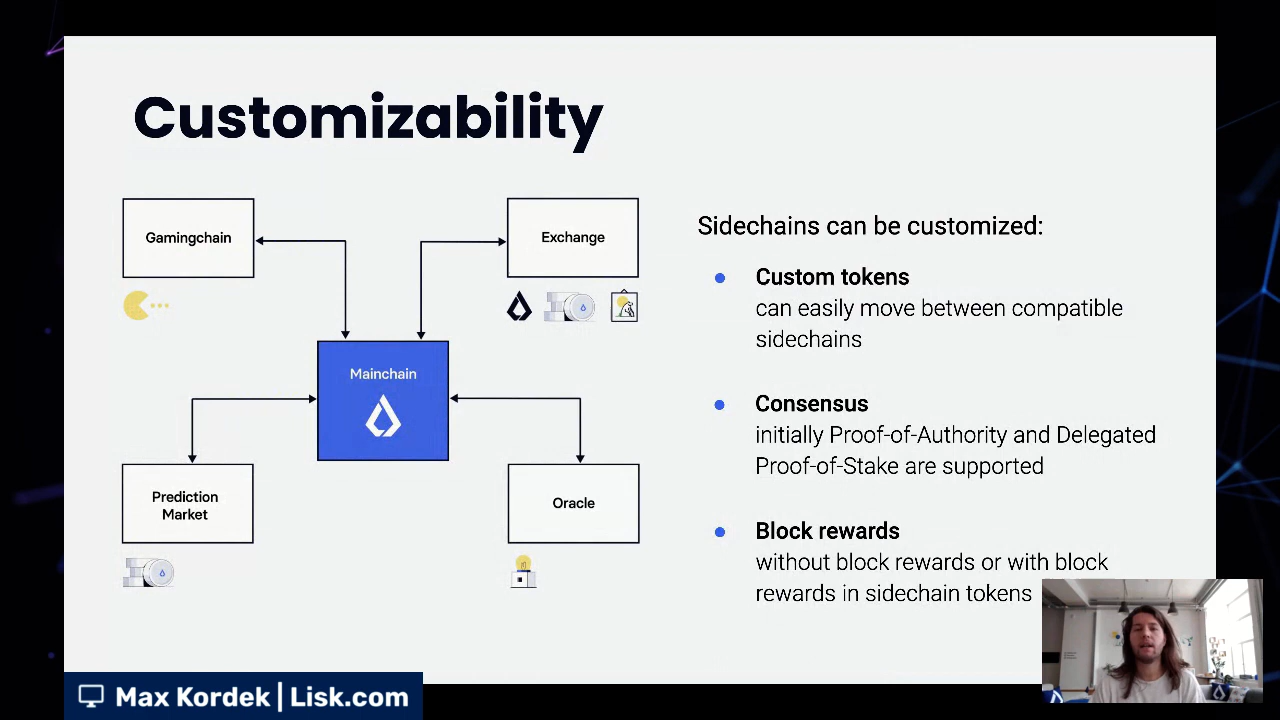 Customizability
Gamingchain
Exchange
Mainchain
Prediction
Market
Oracle
Sidechains can be customized:
Custom tokens
can easily move between compatible
sidechains
Consensus
initially Proof-of-Authority and Delegated
Proof-of-Stake are supported
Block rewards
without block rewards or with block
rewards in sidechain tokens
Max Kordek | Lisk.com